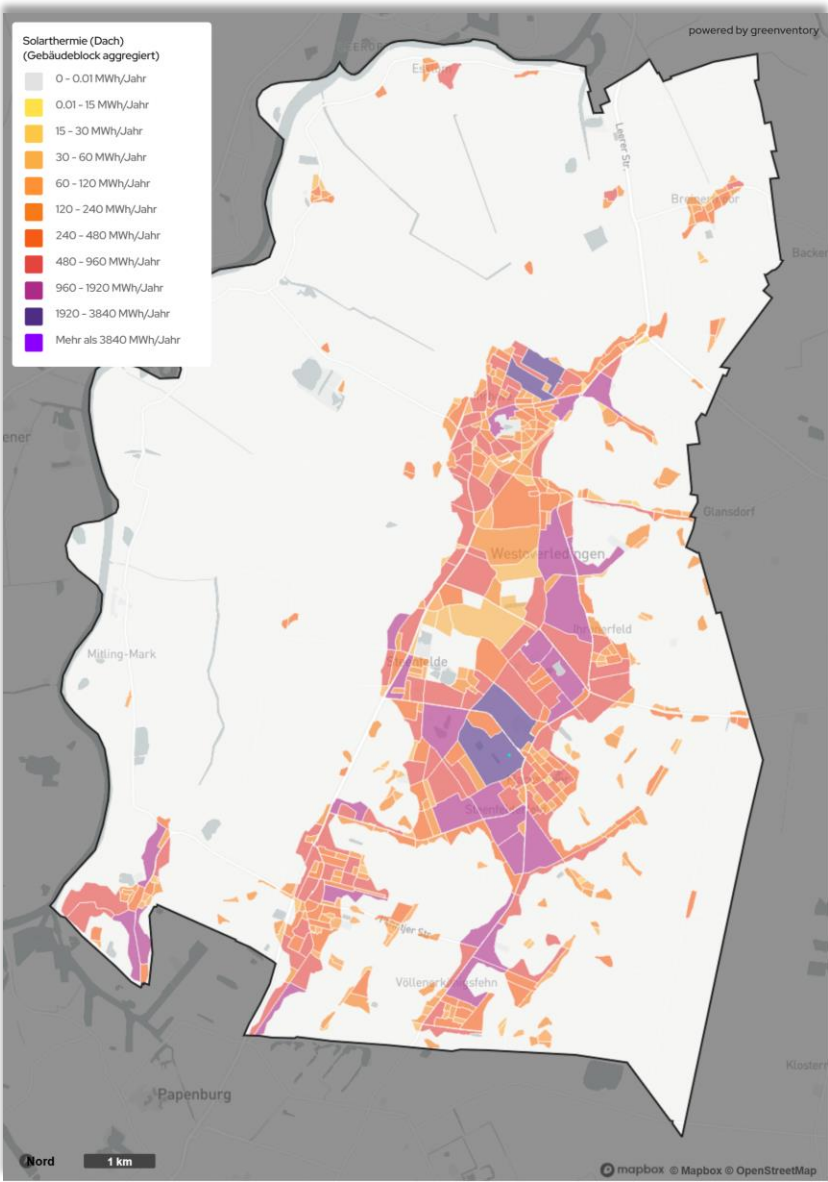 powered by greenventory
Solarthermie (Dach)
(Gebäudeblock aggregiert)
0 - 0.01 MWh/Jahr
0.01 - 15 MWh/Jahr
15 - 30 MWh/Jahr
30 - 60 MWh/Jahr
60 - 120 MWh/Jahr
120 - 240 MWh/Jahr
240 - 480 MWh/Jahr
480 - 960 MWh/Jahr
960 - 1920 MWh/Jahr
1920 - 3840 MWh/Jahr
Mehr als 3840 MWh/Jahr
Leerer Str.
Glansdorf
Westoverledingen
Mitling-Mark
Steenfelde
Papenburg
Nord
1 km
mapbox © Mapbox © OpenStreetMap